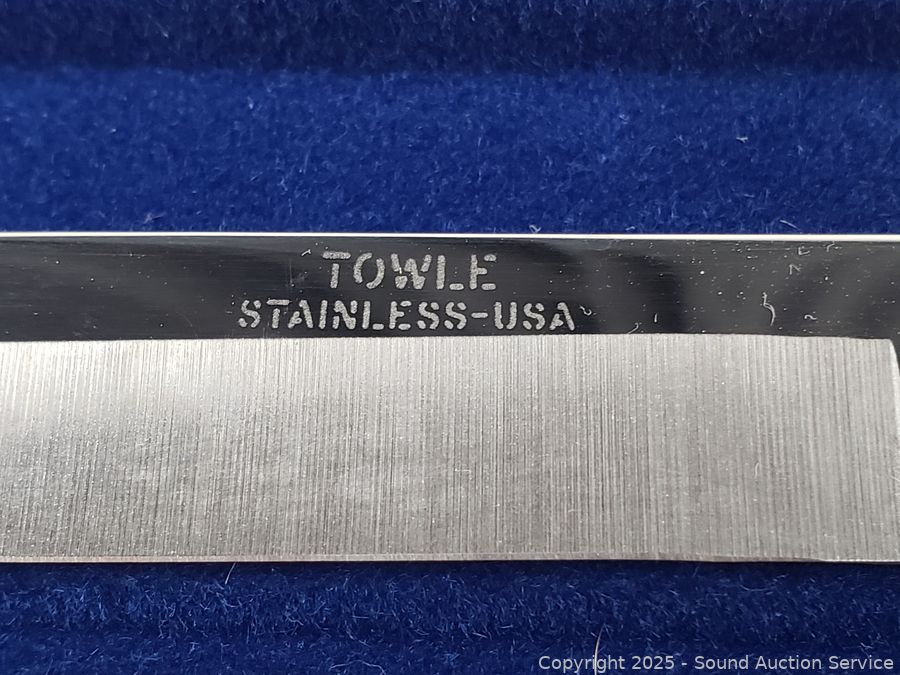 TOWLE
STAINLESS-USA
Copyright 2025 - Sound Auction Service